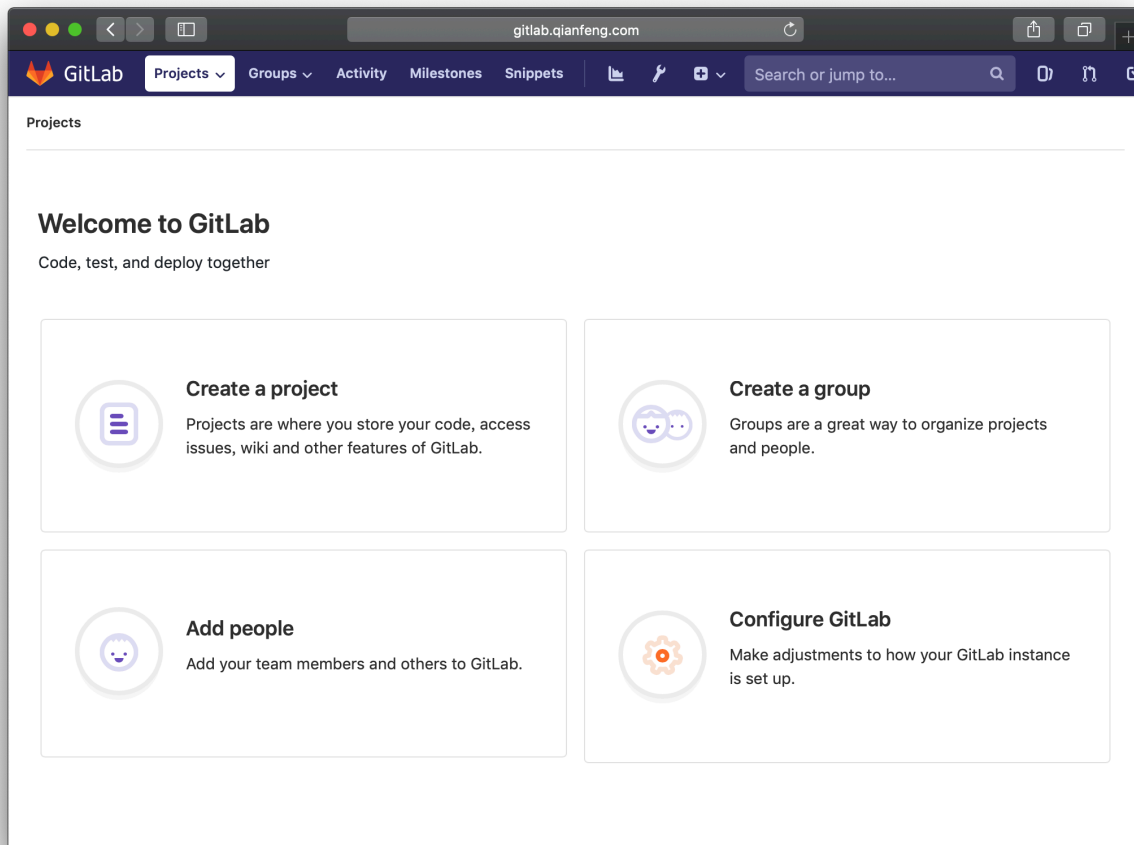 gitlab.qianfeng.com
GitLab Projects Groups Activity Milestones Snippets Search or jump to...
Projects
Welcome to GitLab
Code, test, and deploy together
Create a project
Projects are where you store your code, access
issues, wiki and other features of GitLab.
Create a group
Groups are a great way to organize projects
and people.
Add people
Add your team members and others to GitLab.
Configure GitLab
Make adjustments to how your GitLab instance
is set up.